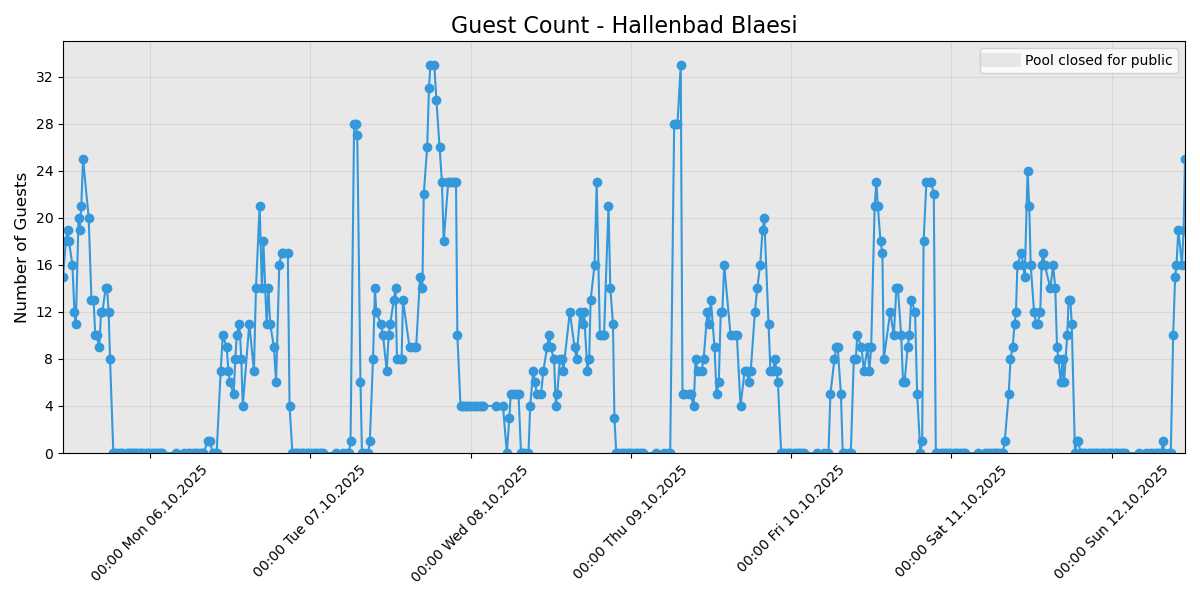 Guest Count - Hallenbad Blaesi
Pool closed for public
Number of Guests
32
28
24
20
16
12
8
4
0
00:00 Mon 06.10.2025
00:00 Tue 07.10.2025
00:00 Wed 08.10.2025
00:00 Thu 09.10.2025
00:00 Fri 10.10.2025
00:00 Sat 11.10.2025
00:00 Sun 12.10.2025